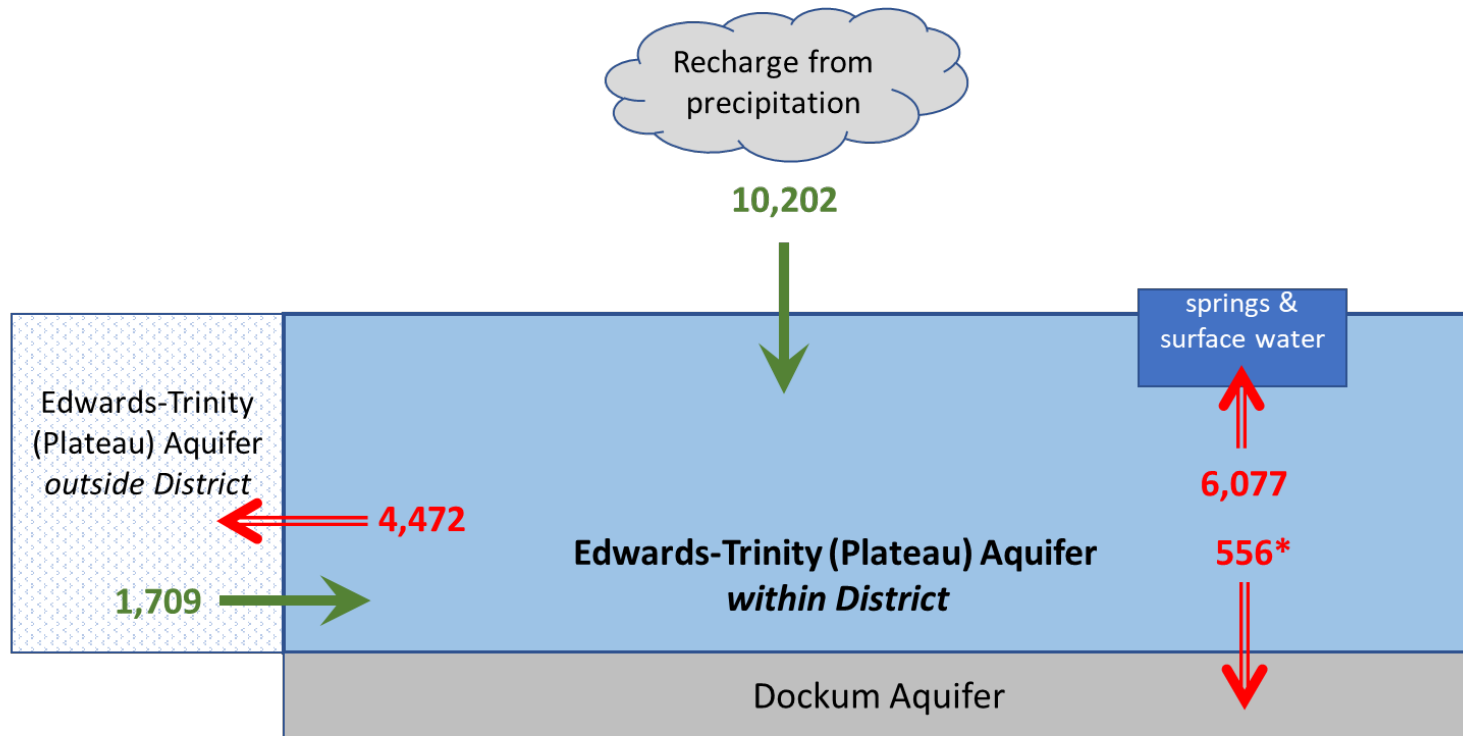 Recharge from
precipitation
10,202
springs &
surface water
Edwards-Trinity
(Plateau) Aquifer
outside District
6,077
4,472
Edwards-Trinity (Plateau) Aquifer
within District
556*
1,709
Dockum Aquifer